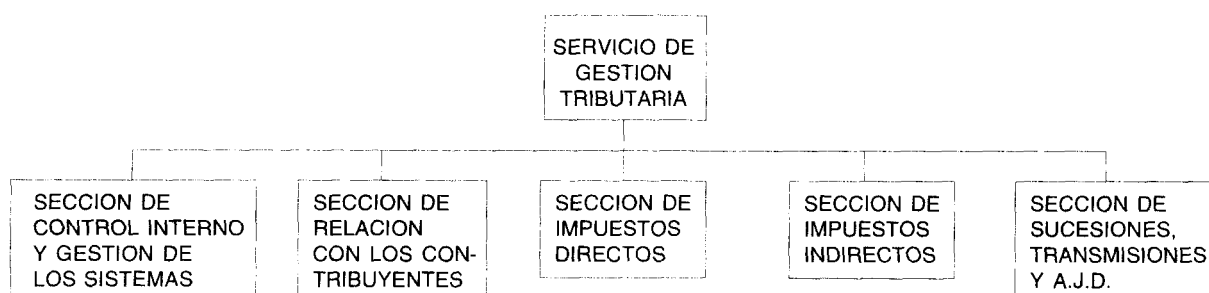 SERVICIO DE
GESTION
TRIBUTARIA
SECCION DE
CONTROL INTERNO
Y GESTION DE
LOS SISTEMAS
SECCION DE
RELACION
CON LOS CON-
TRIBUYENTES
SECCION DE
IMPUESTOS
DIRECTOS
SECCION DE
IMPUESTOS
INDIRECTOS
SECCION DE
SUCESIONES,
TRANSMISIONES
Y A.J.D.